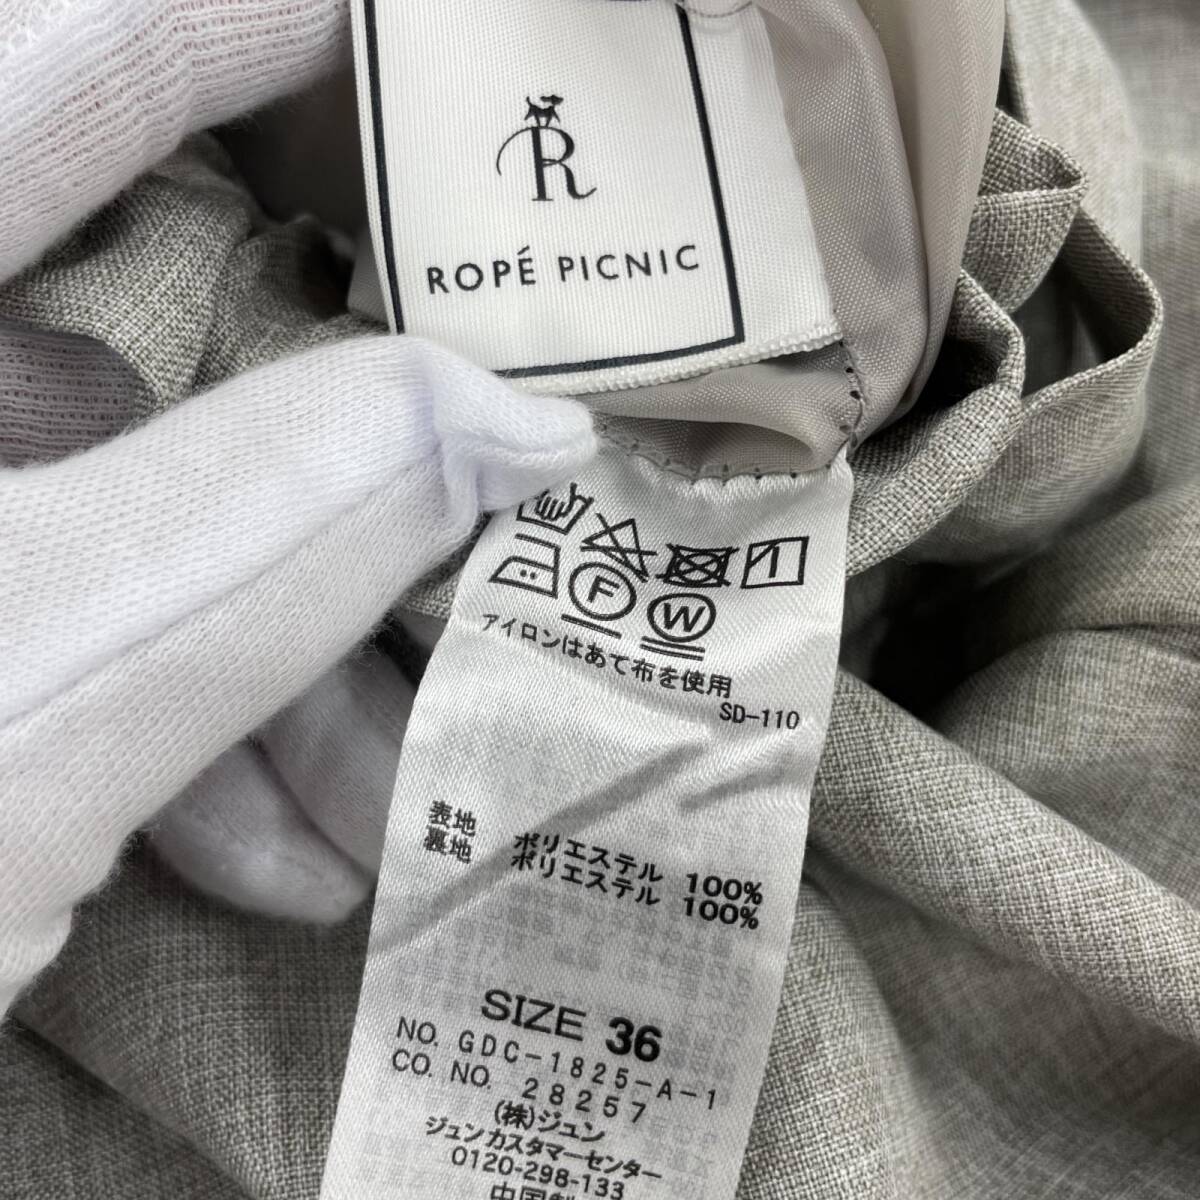 R
ROPÉ PICNIC
F W
アイロンはあて布を使用
SD-110
表地 ポリエステル 100%
裏地 ポリエステル 100%
SIZE 36
NO. GDC-1825-A-1
CO. NO. 28257
(株)ジュン
ジュンカスタマーセンター
0120-298-133
中国製